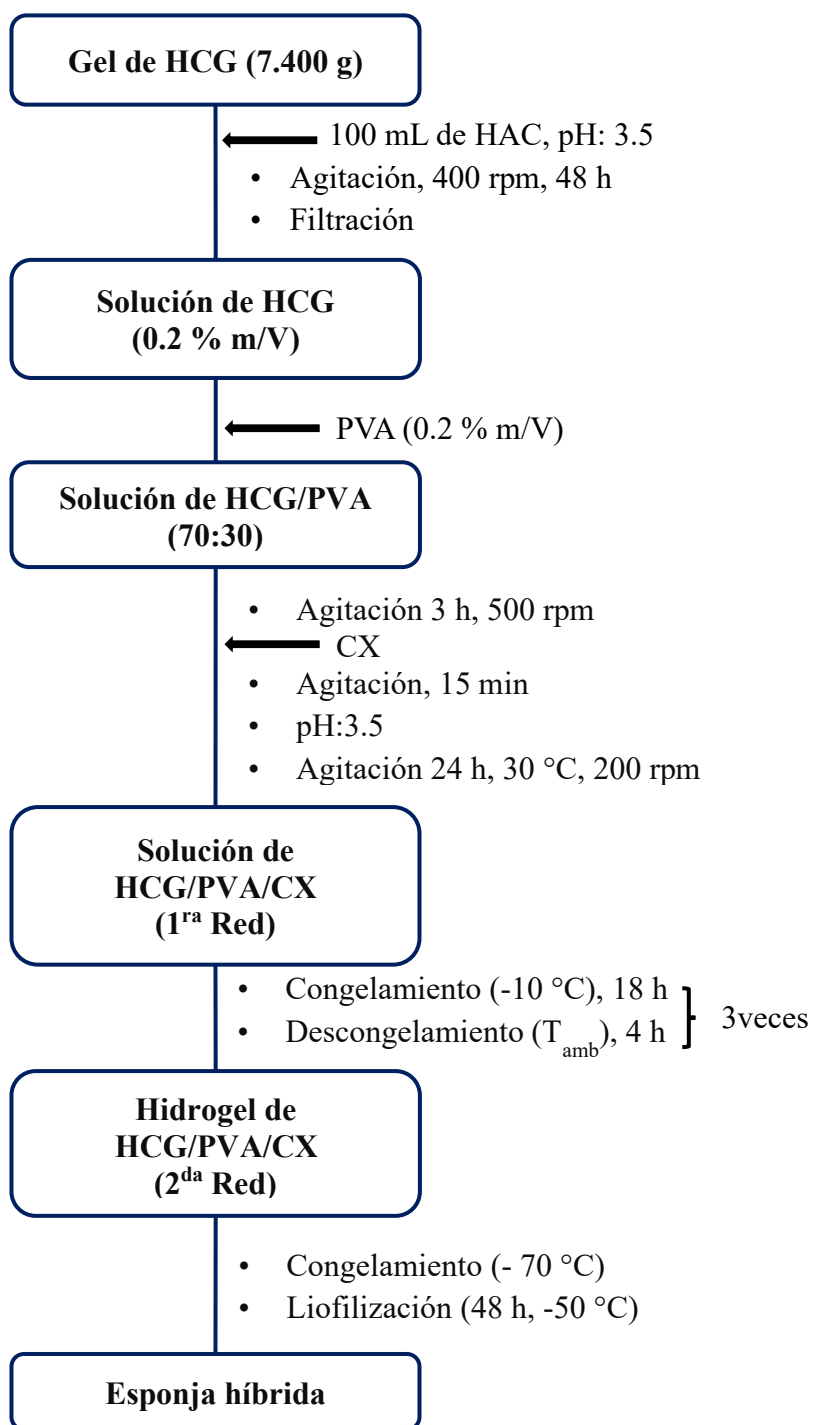 Gel de HCG (7.400 g)
100 mL de HAC, pH: 3.5
• Agitación, 400 rpm, 48 h
• Filtración
Solución de HCG
(0.2 % m/V)
PVA (0.2 % m/V)
Solución de HCG/PVA
(70:30)
• Agitación 3 h, 500 rpm
CX
• Agitación, 15 min
• pH:3.5
• Agitación 24 h, 30 °C, 200 rpm
Solución de
HCG/PVA/CX
(1ra Red)
• Congelamiento (-10 °C), 18 h
• Descongelamiento (Tamb), 4 h
3veces
Hidrogel de
HCG/PVA/CX
(2da Red)
• Congelamiento (- 70 °C)
• Liofilización (48 h, -50 °C)
Esponja híbrida